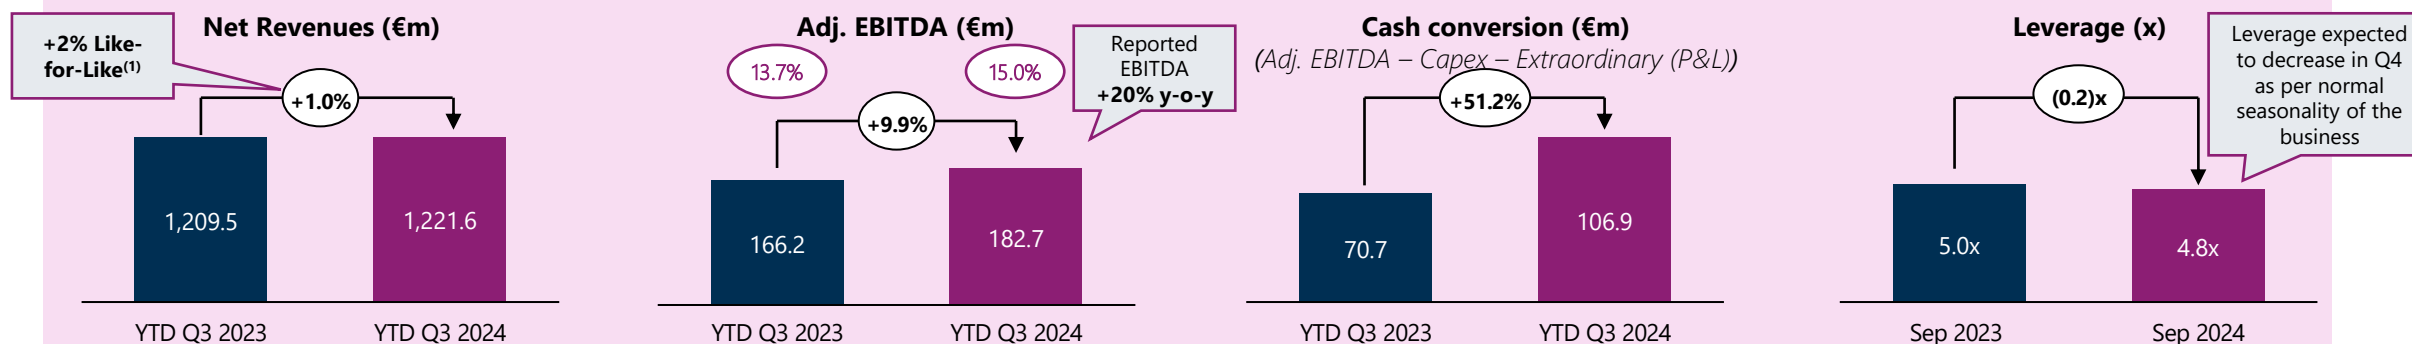 Net Revenues (€m)
+2% Like-
for-Like(1)
+1.0%
1,209.5
1,221.6
YTD Q3 2023
YTD Q3 2024
Adj. EBITDA (€m)
13.7%
15.0%
Reported
EBITDA
+20% y-o-y
+9.9%
166.2
182.7
YTD Q3 2023
YTD Q3 2024
Cash conversion (€m)
(Adj. EBITDA – Capex – Extraordinary (P&L))
+51.2%
70.7
106.9
YTD Q3 2023
YTD Q3 2024
Leverage (x)
Leverage expected
to decrease in Q4
as per normal
seasonality of the
business
(0.2)x
5.0x
4.8x
Sep 2023
Sep 2024